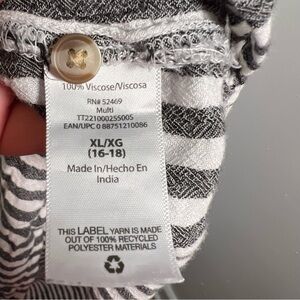 100% Viscose/Viscosa
RN# 52469
Multi
TT221000255005
EAN/UPC 0 88751210086
XL/XG
(16-18)
Made in/Hecho En
India
THIS LABEL YARN IS MADE
OUT OF 100% RECYCLED
POLYESTER MATERIALS